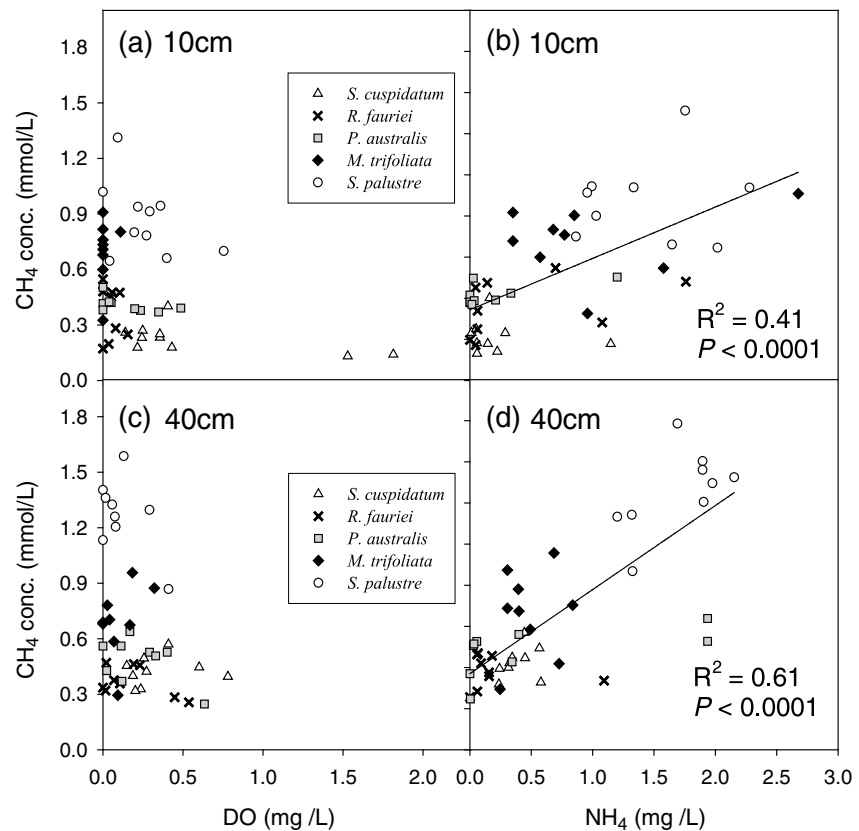 (a) 10cm
(b) 10cm
S. cuspidatum
R. fauriei
P. australis
M. trifoliata
S. palustre
R² = 0.41
P < 0.0001
CH₄ conc. (mmol/L)
1.8
1.5
1.2
0.9
0.6
0.3
0.0
(c) 40cm
(d) 40cm
S. cuspidatum
R. fauriei
P. australis
M. trifoliata
S. palustre
R² = 0.61
P < 0.0001
CH₄ conc. (mmol/L)
1.8
1.5
1.2
0.9
0.6
0.3
0.0
0.0 0.5 1.0 1.5 2.0
0.0 0.5 1.0 1.5 2.0 2.5 3.0
DO (mg /L)
NH₄ (mg /L)